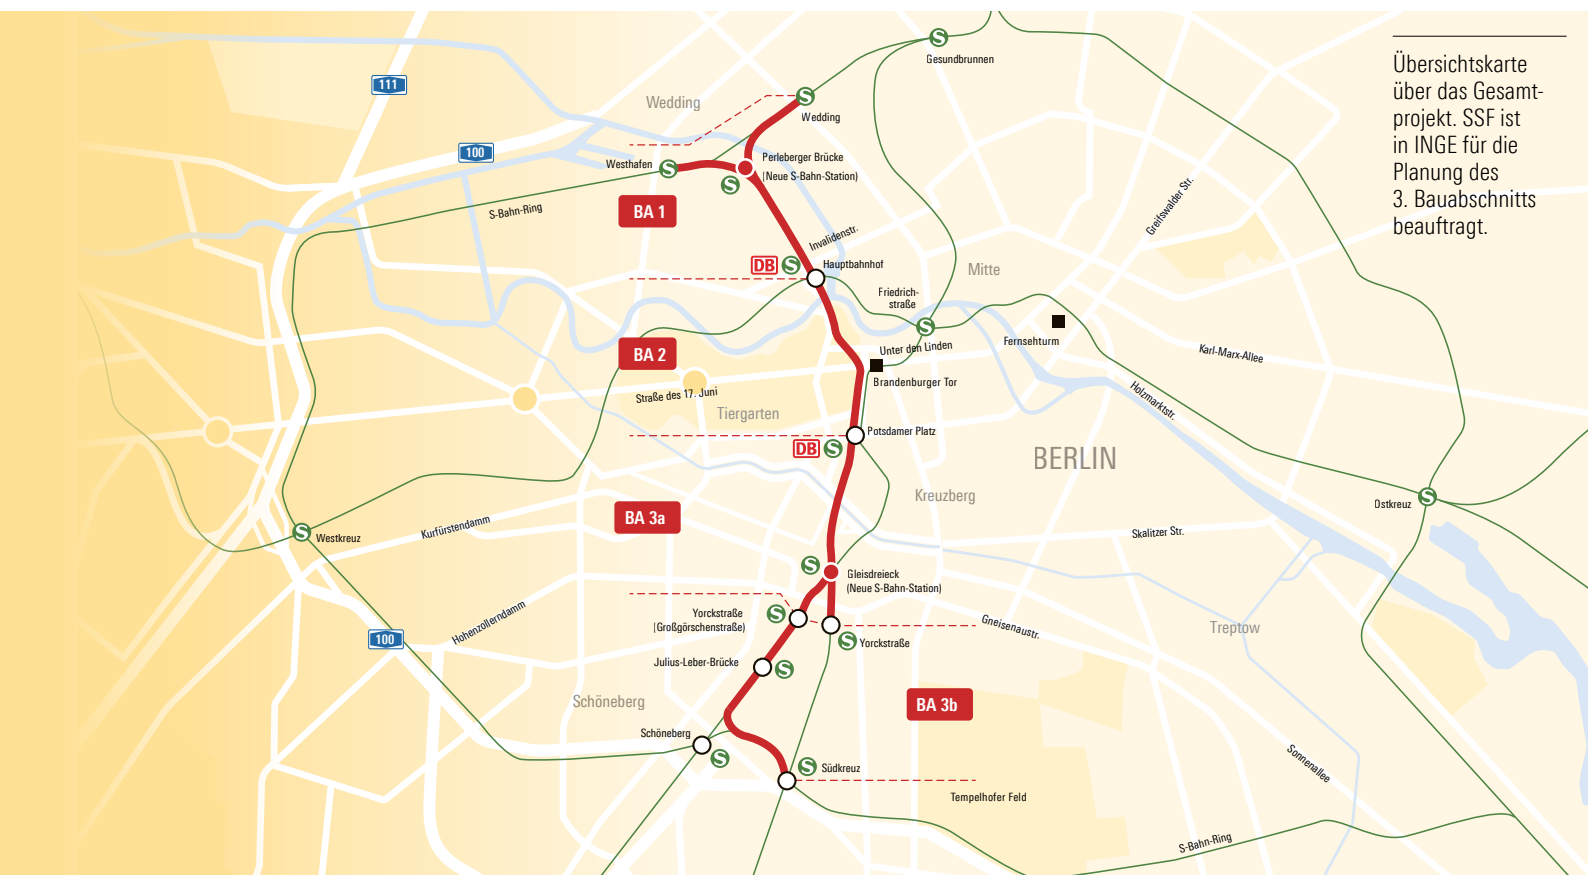 Übersichtskarte
über das Gesamt-
projekt. SSF ist
in INGE für die
Planung des
3. Bauabschnitts
beauftragt.
S
Gesundbrunnen
111
Wedding
S
Wedding
100
Westhafen
S
Perleberger Brücke
(Neue S-Bahn-Station)
S
BA 1
S-Bahn-Ring
Greifswalder Str.
Invalidenstr.
DB
S
Hauptbahnhof
Mitte
Friedrich-
straße
S
Fernsehturm
Unter den Linden
BA 2
Karl-Marx-Allee
Brandenburger Tor
Straße des 17. Juni
Holzmarktstr.
Tiergarten
Potsdamer Platz
DB
S
BERLIN
Kreuzberg
S
Ostkreuz
BA 3a
Kurfürstendamm
S
Westkreuz
Skalitzer Str.
S
Gleisdreieck
(Neue S-Bahn-Station)
Hohenzollerndamm
100
Yorckstraße
(Großgörschenstraße)
S
Gneisenaustr.
Treptow
S
Yorckstraße
Julius-Leber-Brücke
S
Schöneberg
BA 3b
Schöneberg
S
S
Südkreuz
Sonnenallee
Tempelhofer Feld
S-Bahn-Ring